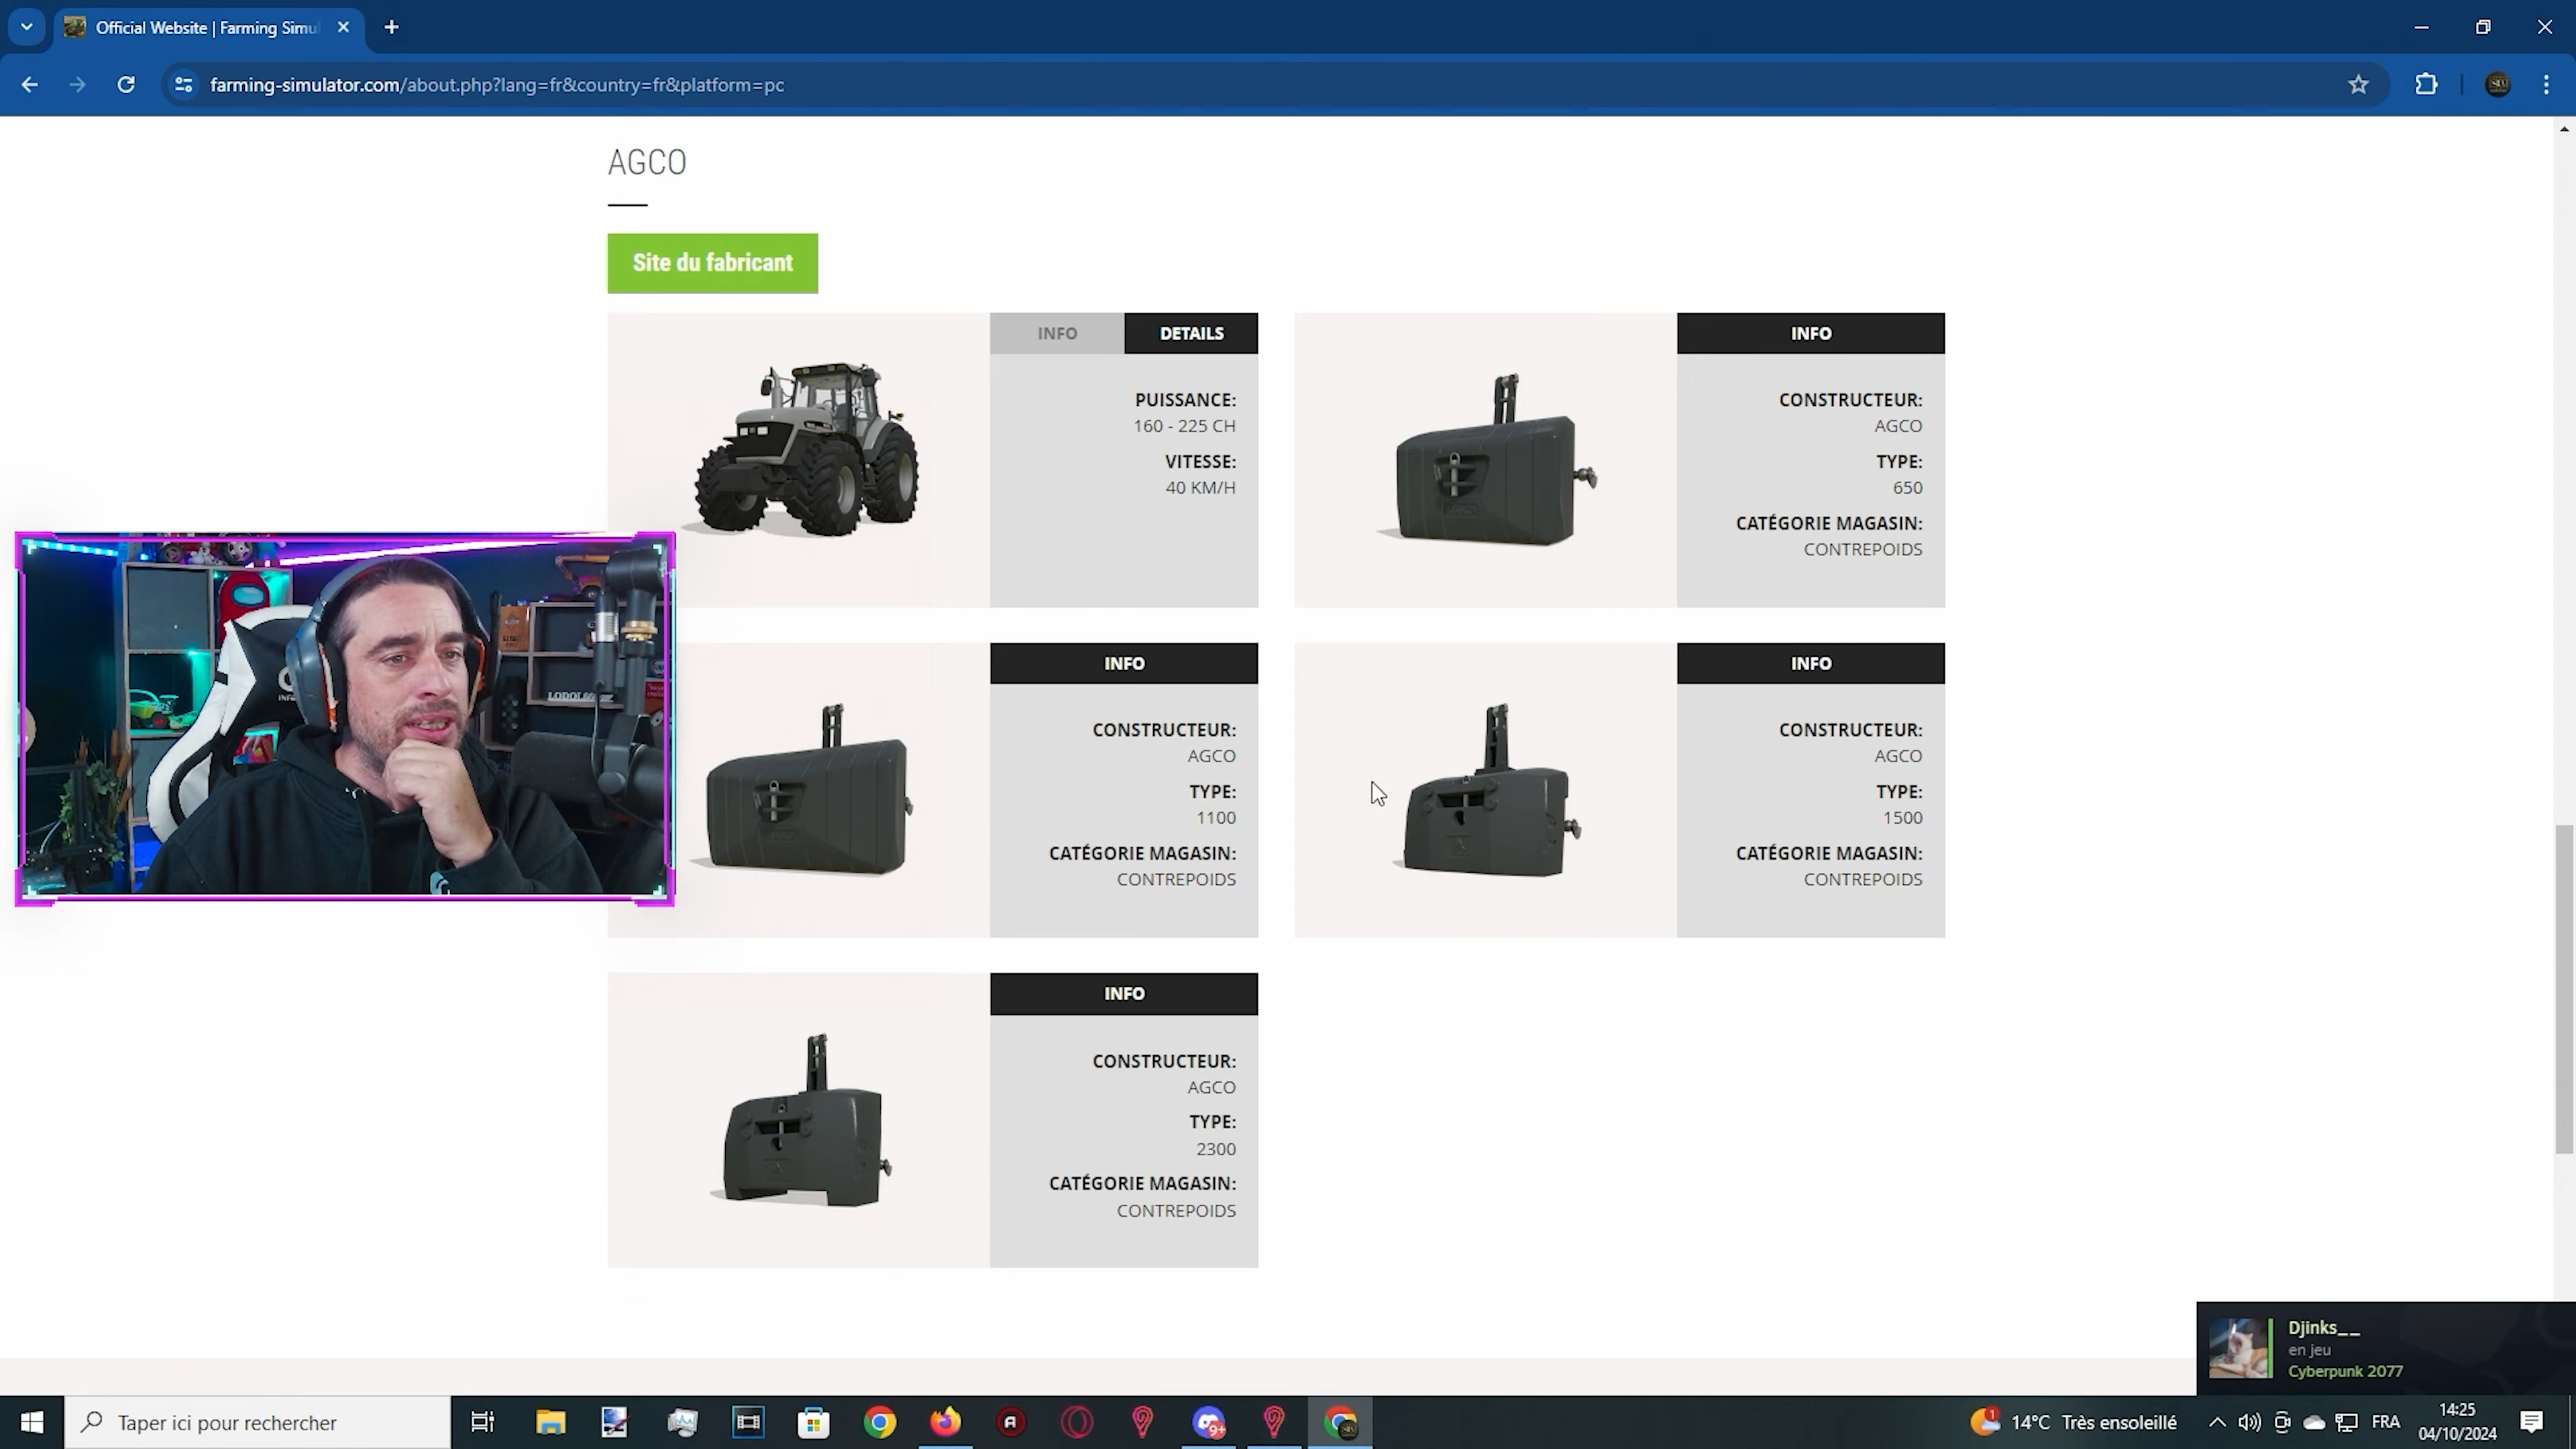 Official Website | Farming Simu
farming-simulator.com/about.php?lang=fr&country=fr&platform=pc
AGCO
Site du fabricant
INFO
DETAILS
PUISSANCE:
160 - 225 CH
VITESSE:
40 KM/H
INFO
CONSTRUCTEUR:
AGCO
TYPE:
650
CATÉGORIE MAGASIN:
CONTREPOIDS
INFO
CONSTRUCTEUR:
AGCO
TYPE:
1100
CATÉGORIE MAGASIN:
CONTREPOIDS
INFO
CONSTRUCTEUR:
AGCO
TYPE:
1500
CATÉGORIE MAGASIN:
CONTREPOIDS
INFO
CONSTRUCTEUR:
AGCO
TYPE:
2300
CATÉGORIE MAGASIN:
CONTREPOIDS
Djinks__
en jeu
Cyberpunk 2077
Taper ici pour rechercher
9+
1
14°C Très ensoleillé
FRA
14:25
04/10/2024